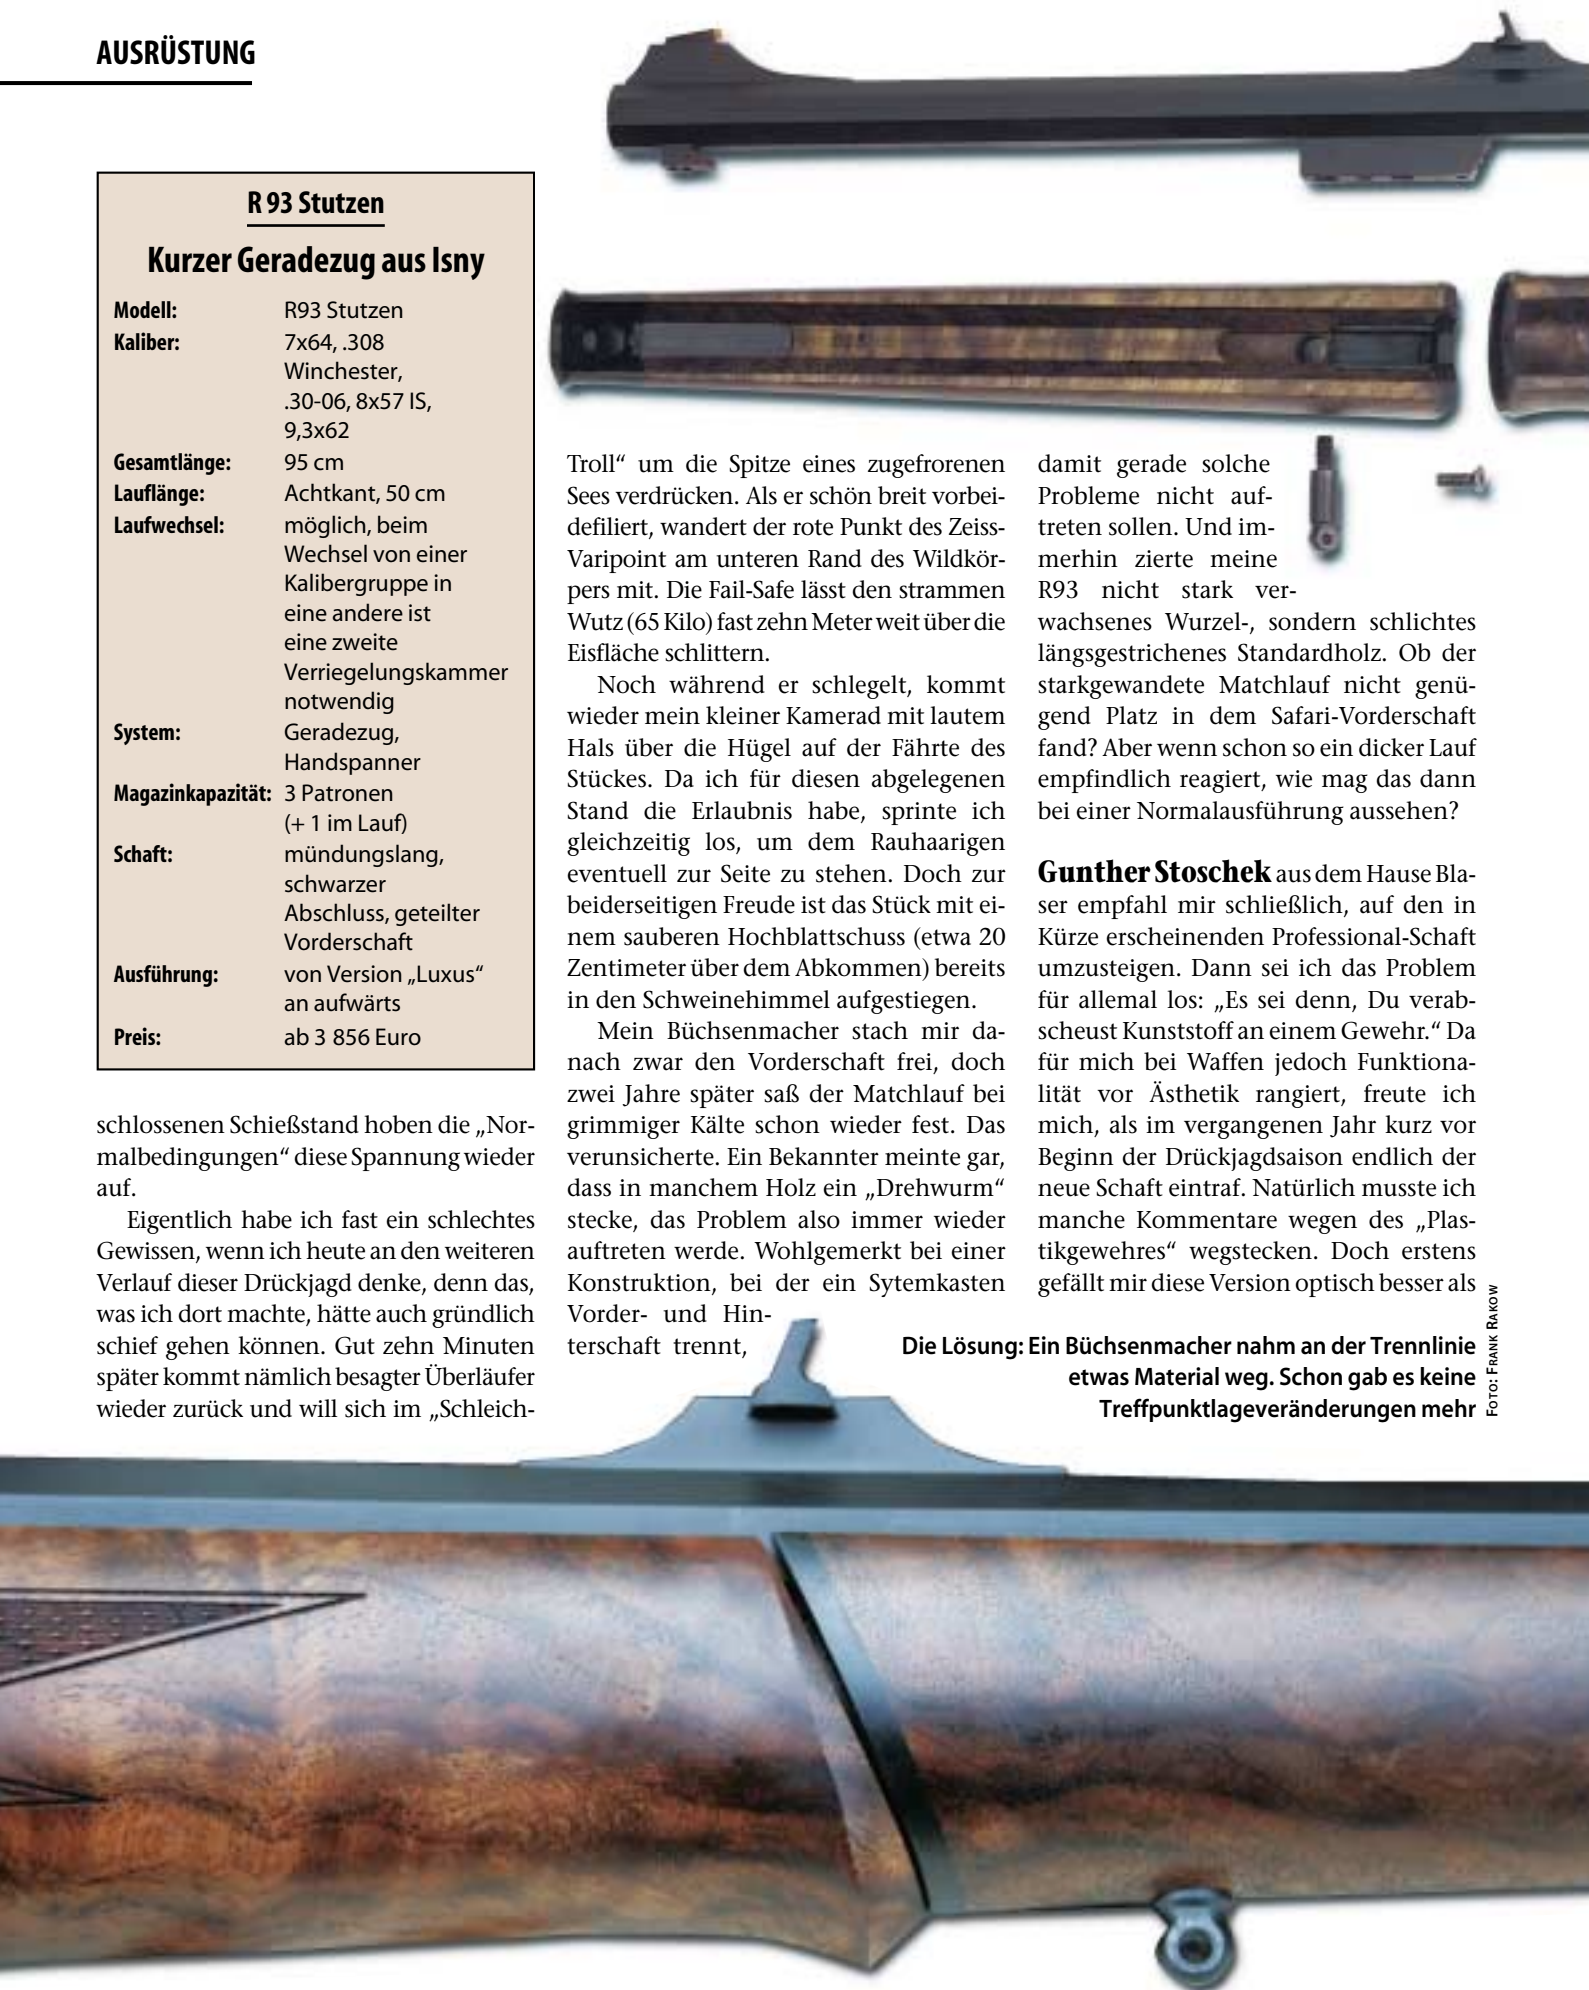 AUSRÜSTUNG
R 93 Stutzen
Kurzer Geradezug aus Isny
Modell: R93 Stutzen
Kaliber: 7x64, .308
Winchester,
.30-06, 8x57 IS,
9,3x62
Gesamtlänge: 95 cm
Lauflänge: Achtkant, 50 cm
Laufwechsel: möglich, beim
Wechsel von einer
Kalibergruppe in
eine andere ist
eine zweite
Verriegelungskammer
notwendig
System: Geradezug,
Handspanner
Magazinkapazität: 3 Patronen
(+ 1 im Lauf)
Schaft: mündungslang,
schwarzer
Abschluss, geteilter
Vorderschaft
Ausführung: von Version „Luxus“
an aufwärts
Preis: ab 3 856 Euro
schlossenen Schießstand hoben die „Nor-
malbedingungen“ diese Spannung wieder
auf.
Eigentlich habe ich fast ein schlechtes
Gewissen, wenn ich heute an den weiteren
Verlauf dieser Drückjagd denke, denn das,
was ich dort machte, hätte auch gründlich
schief gehen können. Gut zehn Minuten
später kommt nämlich besagter Überläufer
wieder zurück und will sich im „Schleich-
Troll“ um die Spitze eines zugefrorenen
Sees verdrücken. Als er schön breit vorbei-
defiliert, wandert der rote Punkt des Zeiss-
Varipoint am unteren Rand des Wildkör-
pers mit. Die Fail-Safe lässt den strammen
Wutz (65 Kilo) fast zehn Meter weit über die
Eisfläche schlittern.
Noch während er schlegelt, kommt
wieder mein kleiner Kamerad mit lautem
Hals über die Hügel auf der Fährte des
Stückes. Da ich für diesen abgelegenen
Stand die Erlaubnis habe, sprinte ich
gleichzeitig los, um dem Rauhaarigen
eventuell zur Seite zu stehen. Doch zur
beiderseitigen Freude ist das Stück mit ei-
nem sauberen Hochblattschuss (etwa 20
Zentimeter über dem Abkommen) bereits
in den Schweinehimmel aufgestiegen.
Mein Büchsenmacher stach mir da-
nach zwar den Vorderschaft frei, doch
zwei Jahre später saß der Matchlauf bei
grimmiger Kälte schon wieder fest. Das
verunsicherte. Ein Bekannter meinte gar,
dass in manchem Holz ein „Drehwurm“
stecke, das Problem also immer wieder
auftreten werde. Wohlgemerkt bei einer
Konstruktion, bei der ein Sytemkasten
Vorder- und Hin-
terschaft trennt,
damit gerade solche
Probleme nicht auf-
treten sollen. Und im-
merhin zierte meine
R93 nicht stark ver-
wachsenes Wurzel-, sondern schlichtes
längsgestrichenes Standardholz. Ob der
starkgewandete Matchlauf nicht genü-
gend Platz in dem Safari-Vorderschaft
fand? Aber wenn schon so ein dicker Lauf
empfindlich reagiert, wie mag das dann
bei einer Normalausführung aussehen?
Gunther Stoschek aus dem Hause Bla-
ser empfahl mir schließlich, auf den in
Kürze erscheinenden Professional-Schaft
umzusteigen. Dann sei ich das Problem
für allemal los: „Es sei denn, Du verab-
scheust Kunststoff an einem Gewehr.“ Da
für mich bei Waffen jedoch Funktiona-
lität vor Ästhetik rangiert, freute ich
mich, als im vergangenen Jahr kurz vor
Beginn der Drückjagdsaison endlich der
neue Schaft eintraf. Natürlich musste ich
manche Kommentare wegen des „Plas-
tikgewehres“ wegstecken. Doch erstens
gefällt mir diese Version optisch besser als
Die Lösung: Ein Büchsenmacher nahm an der Trennlinie
etwas Material weg. Schon gab es keine
Treffpunktlageveränderungen mehr
FOTO: FRANK RAKOW